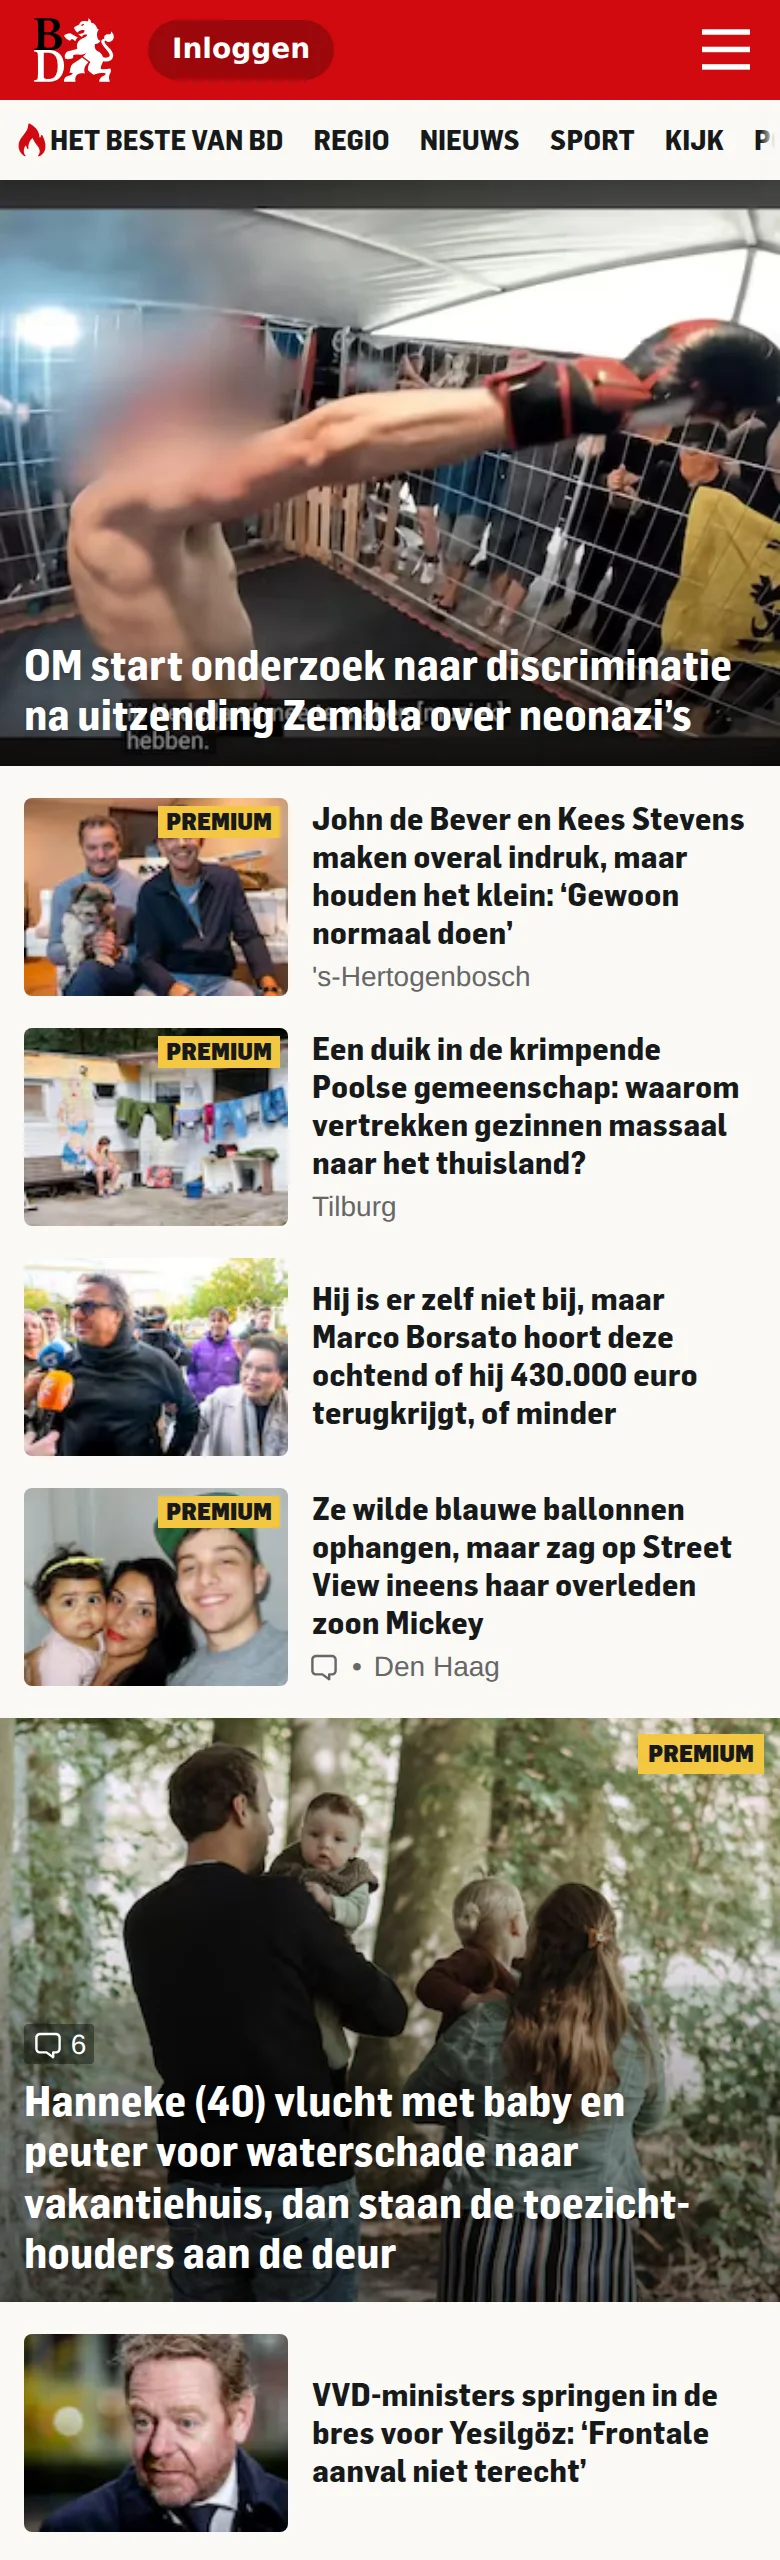 BD
Inloggen
HET BESTE VAN BD REGIO NIEUWS SPORT KIJK
OM start onderzoek naar discriminatie
na uitzending Zembla over neonazi’s
hebben.
PREMIUM
John de Bever en Kees Stevens
maken overal indruk, maar
houden het klein: ‘Gewoon
normaal doen’
's-Hertogenbosch
PREMIUM
Een duik in de krimpende
Poolse gemeenschap: waarom
vertrekken gezinnen massaal
naar het thuisland?
Tilburg
Hij is er zelf niet bij, maar
Marco Borsato hoort deze
ochtend of hij 430.000 euro
terugkrijgt, of minder
PREMIUM
Ze wilde blauwe ballonnen
ophangen, maar zag op Street
View ineens haar overleden
zoon Mickey
• Den Haag
PREMIUM
6
Hanneke (40) vlucht met baby en
peuter voor waterschade naar
vakantiehuis, dan staan de toezicht-
houders aan de deur
VVD-ministers springen in de
bres voor Yesilgöz: ‘Frontale
aanval niet terecht’